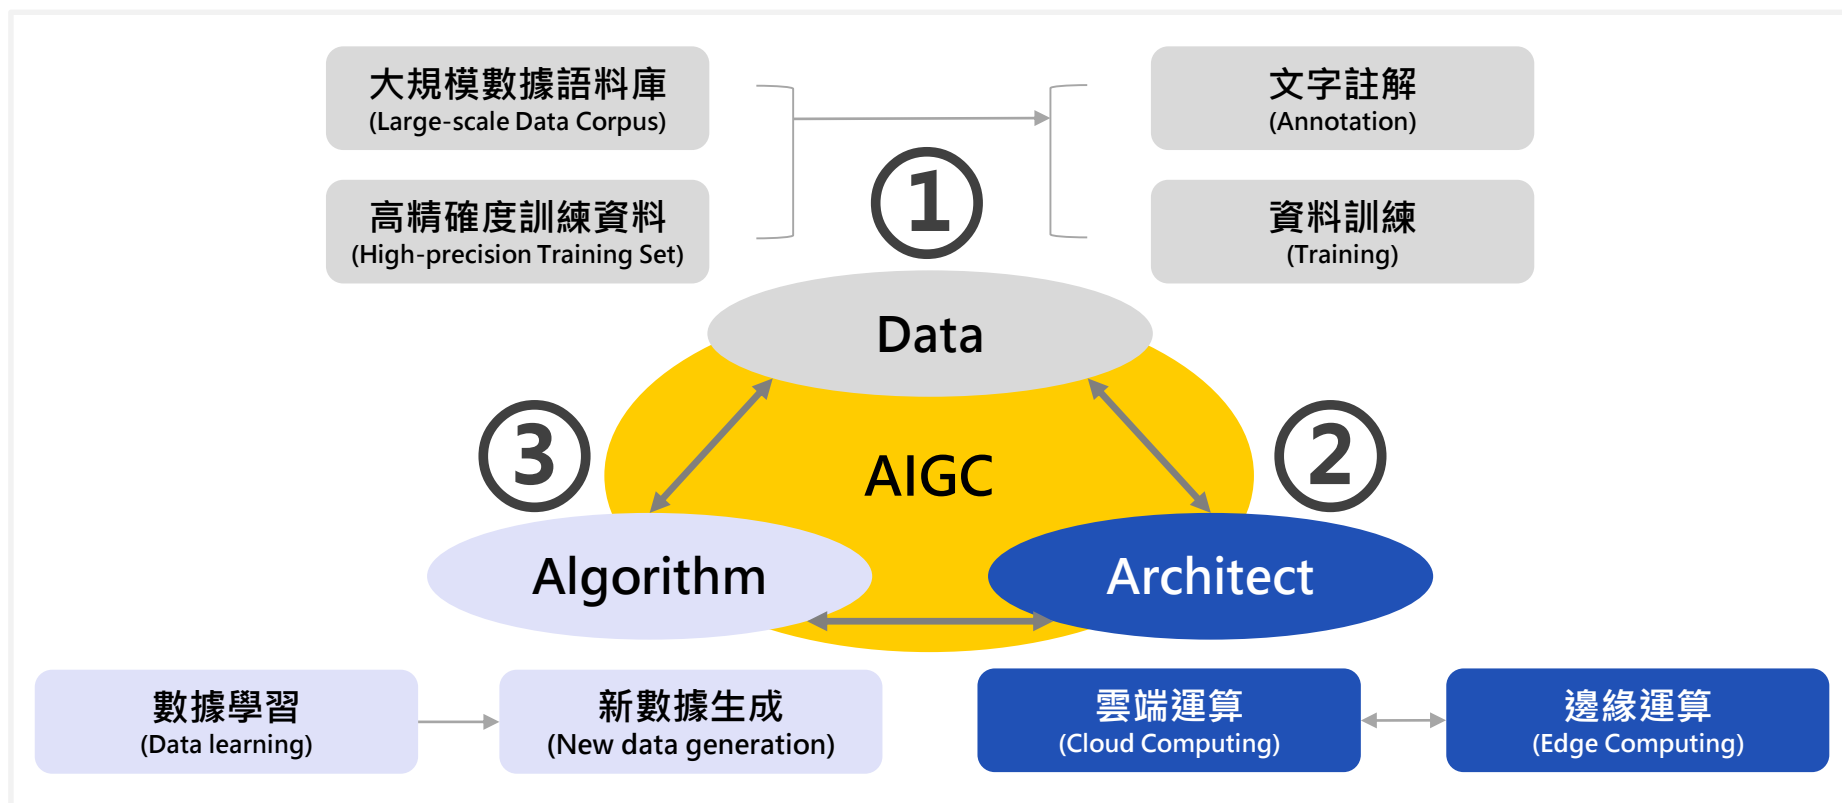 大規模數據語料庫
(Large-scale Data Corpus)
文字註解
(Annotation)
高精確度訓練資料
(High-precision Training Set)
資料訓練
(Training)
1
Data
3
AIGC
2
Algorithm
Architect
數據學習
(Data learning)
新數據生成
(New data generation)
雲端運算
(Cloud Computing)
邊緣運算
(Edge Computing)